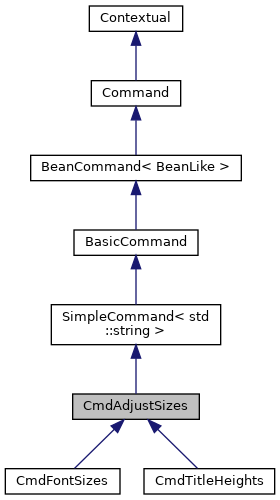 Contextual
Command
BeanCommand< BeanLike >
BasicCommand
SimpleCommand< std
::string >
CmdAdjustSizes
CmdFontSizes
CmdTitleHeights